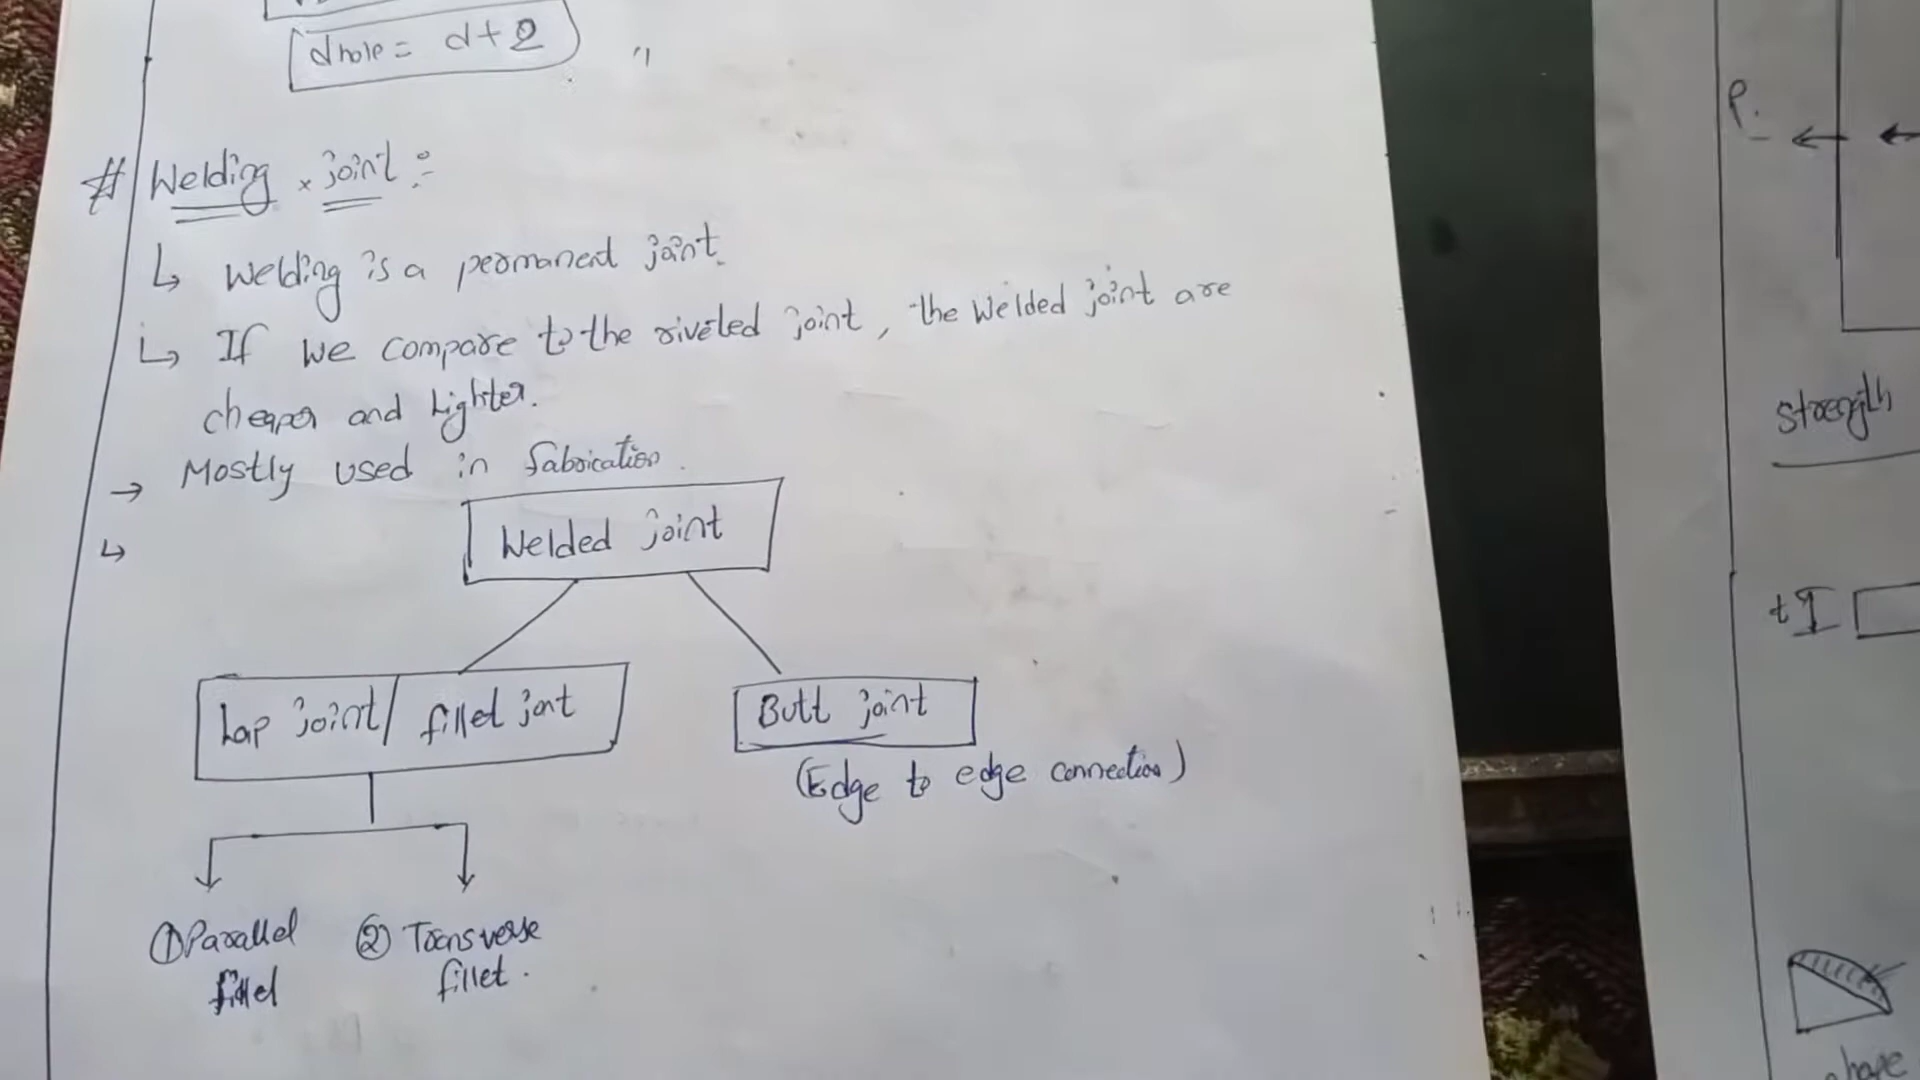 dhole = d+2
# Welding joint :-
↳ Welding is a permanent joint.
↳ If we compare to the riveted joint, the welded joint are
cheaper and Lighter.
→ Mostly used in fabrication.
↳
Welded joint
Lap joint/ fillet joint
Butt joint
(Edge to edge connection)
① Parallel
fillet
② Transverse
fillet.
P.
Strength
t